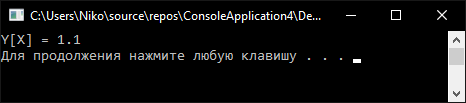 C:\Users\Niko\source\repos\ConsoleApplication4\De...
Y[X] = 1.1
Для продолжения нажмите любую клавишу . . .